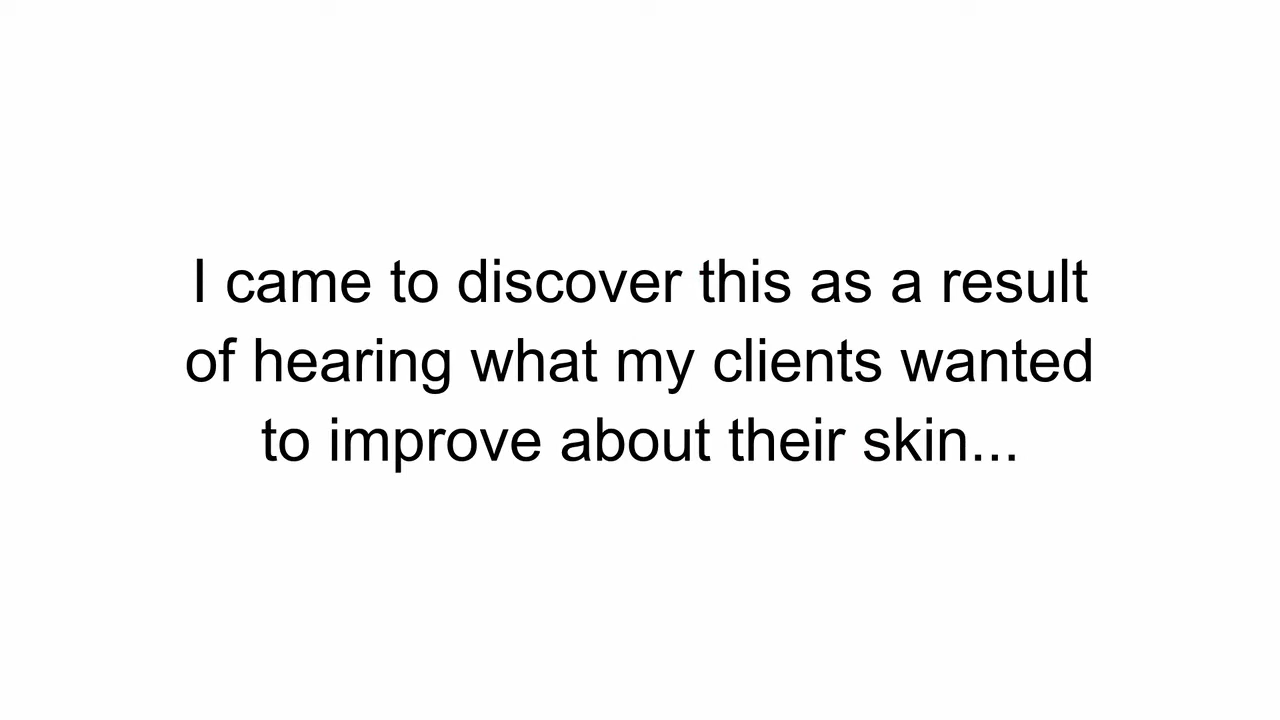 I came to discover this as a result
of hearing what my clients wanted
to improve about their skin...